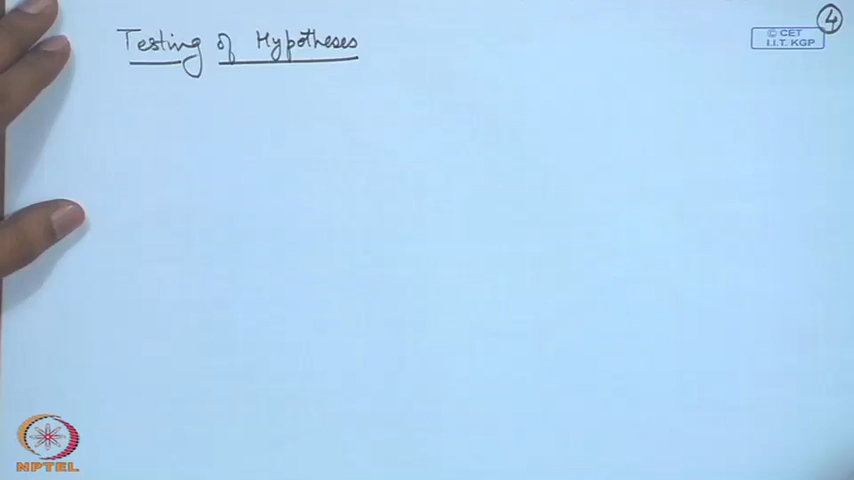 Testing of Hypotheses
4
© CET
I.I.T. KGP
NPTEL